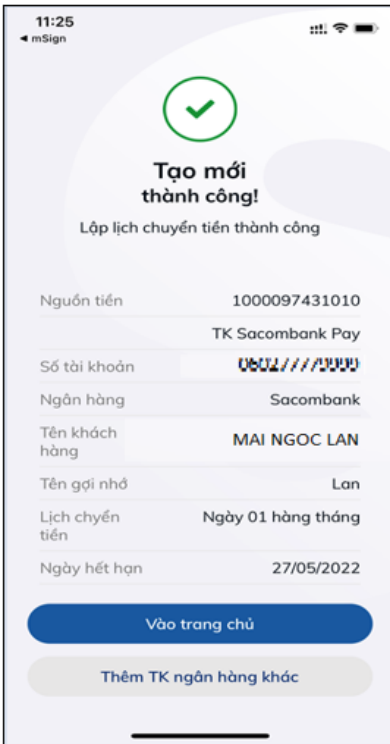 11:25
◀ mSign
Tạo mới
thành công!
Lập lịch chuyển tiền thành công
Nguồn tiền 1000097431010
TK Sacombank Pay
Số tài khoản
Ngân hàng Sacombank
Tên khách hàng MAI NGOC LAN
Tên gợi nhớ Lan
Lịch chyển tiền Ngày 01 hàng tháng
Ngày hết hạn 27/05/2022
Vào trang chủ
Thêm TK ngân hàng khác